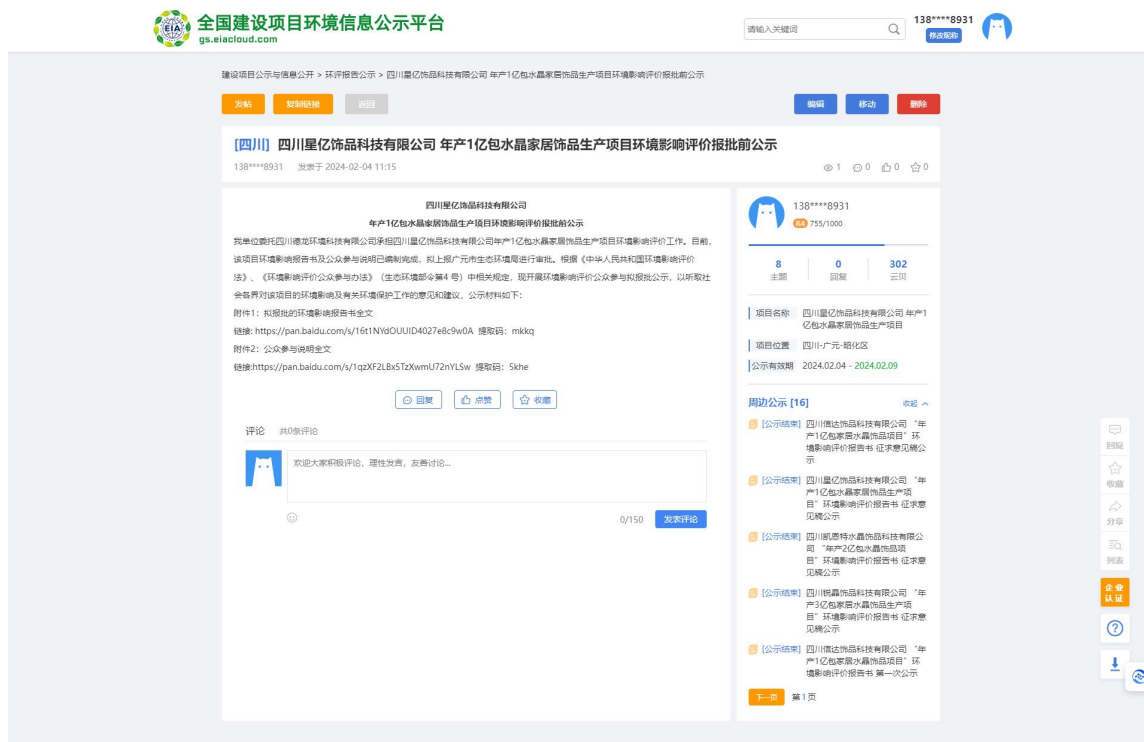 EIA
全国建设项目环境信息公示平台
gs.eiacloud.com
请输入关键词
138****8931
修改昵称
建设项目公示与信息公开 > 环评报告公示 > 四川星亿饰品科技有限公司 年产1亿包水晶家居饰品生产项目环境影响评价报批前公示
发帖 复制链接 返回
编辑 移动 删除
[四川] 四川星亿饰品科技有限公司 年产1亿包水晶家居饰品生产项目环境影响评价报批前公示
138****8931 发表于 2024-02-04 11:15
1 0 0 0
四川星亿饰品科技有限公司
年产1亿包水晶家居饰品生产项目环境影响评价报批前公示
我单位委托四川德龙环境科技有限公司承担四川星亿饰品科技有限公司年产1亿包水晶家居饰品生产项目环境影响评价工作。目前，
该项目环境影响报告书及公众参与说明已编制完成，拟上报广元市生态环境局进行审批。根据《中华人民共和国环境影响评价
法》、《环境影响评价公众参与办法》（生态环境部令第4 号）中相关规定，现开展环境影响评价公众参与拟报批公示，以听取社
会各界对该项目的环境影响及有关环境保护工作的意见和建议，公示材料如下：
附件1：拟报批的环境影响报告书全文
链接: https://pan.baidu.com/s/16t1NYdOUUID4027e8c9w0A 提取码：mkkq
附件2：公众参与说明全文
链接:https://pan.baidu.com/s/1qzXF2LBx5TzXwmU72nYLSw 提取码：5khe
回复 点赞 收藏
评论 共0条评论
欢迎大家积极评论，理性发言，友善讨论...
0/150 发表评论
138****8931
R4 755/1000
8 0 302
主题 回复 云贝
项目名称 四川星亿饰品科技有限公司 年产1
亿包水晶家居饰品生产项目
项目位置 四川-广元-昭化区
公示有效期 2024.02.04 - 2024.02.09
周边公示 [16] 收起
[公示结束] 四川信达饰品科技有限公司 “年
产1亿包家居水晶饰品项目”环
境影响评价报告书 征求意见稿公
示
[公示结束] 四川星亿饰品科技有限公司 “年
产1亿包水晶家居饰品生产项
目”环境影响评价报告书 征求意
见稿公示
[公示结束] 四川凯恩特水晶饰品科技有限公
司 “年产2亿包水晶饰品项
目”环境影响评价报告书 征求意
见稿公示
[公示结束] 四川锐晶饰品科技有限公司 “年
产3亿包家居水晶饰品生产项
目”环境影响评价报告书 征求意
见稿公示
[公示结束] 四川信达饰品科技有限公司 “年
产1亿包家居水晶饰品项目”环
境影响评价报告书 第一次公示
下一页 第1页
回复
收藏
分享
列表
企业
认证